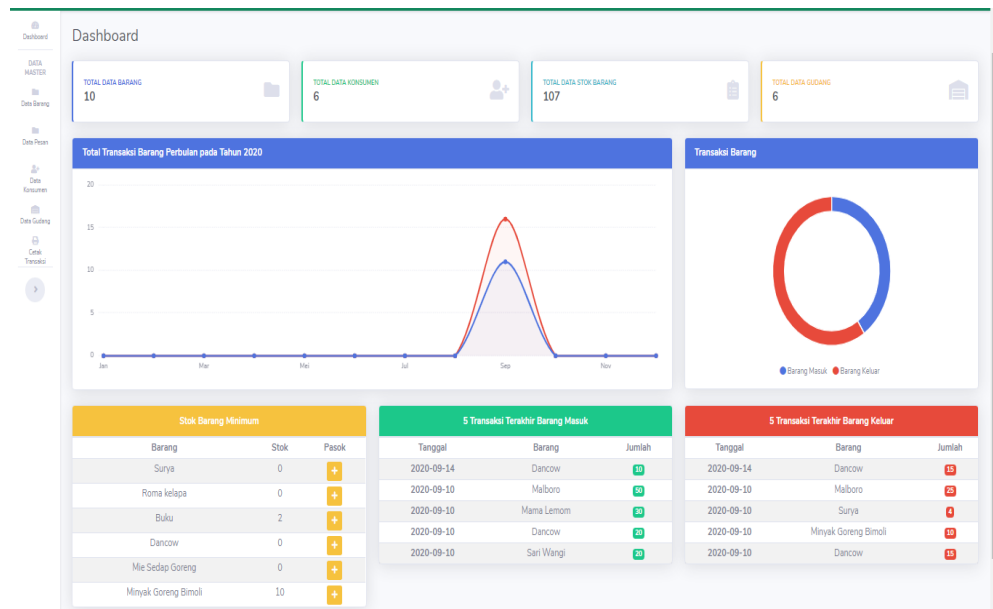 Dashboard
DATA
MASTER
Data Barang
Data Pesan
Data
Konsumen
Data Gudang
Cetak
Transaksi
Dashboard
TOTAL DATA BARANG
10
TOTAL DATA KONSUMEN
6
TOTAL DATA STOK BARANG
107
TOTAL DATA GUDANG
6
Total Transaksi Barang Perbulan pada Tahun 2020
20
15
10
5
0
Jan Mar Mei Jul Sep Nov
Transaksi Barang
Barang Masuk Barang Keluar
Stok Barang Minimum
Barang Stok Pasok
Surya 0 +
Roma kelapa 0 +
Buku 2 +
Dancow 0 +
Mie Sedap Goreng 0 +
Minyak Goreng Bimoli 10 +
5 Transaksi Terakhir Barang Masuk
Tanggal Barang Jumlah
2020-09-14 Dancow 10
2020-09-10 Malboro 50
2020-09-10 Mama Lemom 30
2020-09-10 Dancow 20
2020-09-10 Sari Wangi 20
5 Transaksi Terakhir Barang Keluar
Tanggal Barang Jumlah
2020-09-14 Dancow 15
2020-09-10 Malboro 25
2020-09-10 Surya 4
2020-09-10 Minyak Goreng Bimoli 10
2020-09-10 Dancow 15